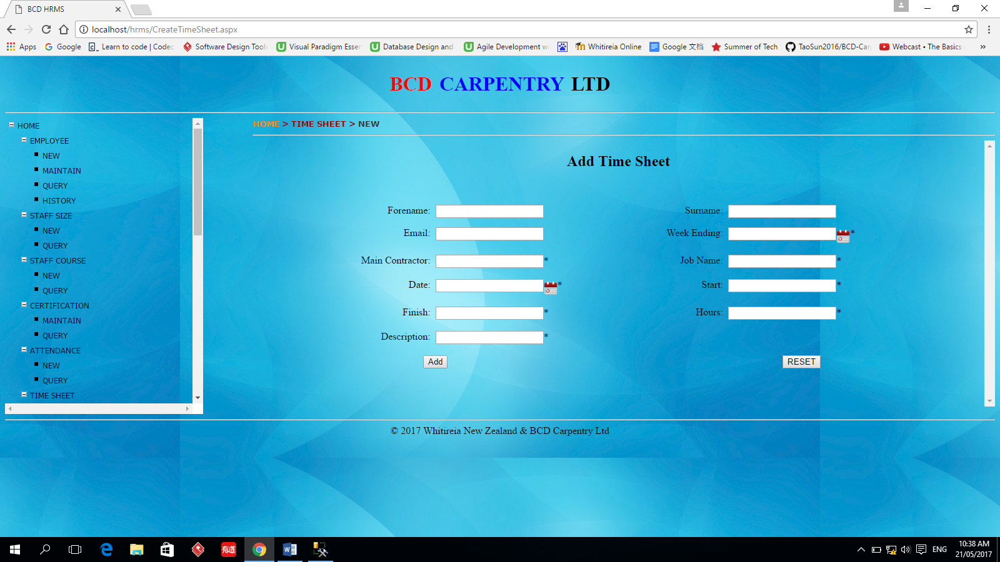 BCD HRMS
localhost/hrms/CreateTimeSheet.aspx
Apps Google Learn to code | Codec Software Design Tools Visual Paradigm Essen Database Design and Agile Development w Whitireia Online Google 文档 Summer of Tech TaoSun2016/BCD-Car Webcast • The Basics »
BCD CARPENTRY LTD
HOME > TIME SHEET > NEW
HOME
EMPLOYEE
NEW
MAINTAIN
QUERY
HISTORY
STAFF SIZE
NEW
QUERY
STAFF COURSE
NEW
QUERY
CERTIFICATION
MAINTAIN
QUERY
ATTENDANCE
NEW
QUERY
TIME SHEET
Add Time Sheet
Forename: Surname:
Email: Week Ending: *
Main Contractor: * Job Name: *
Date: * Start: *
Finish: * Hours: *
Description: *
Add RESET
© 2017 Whitireia New Zealand & BCD Carpentry Ltd
有道
ENG
10:38 AM
21/05/2017